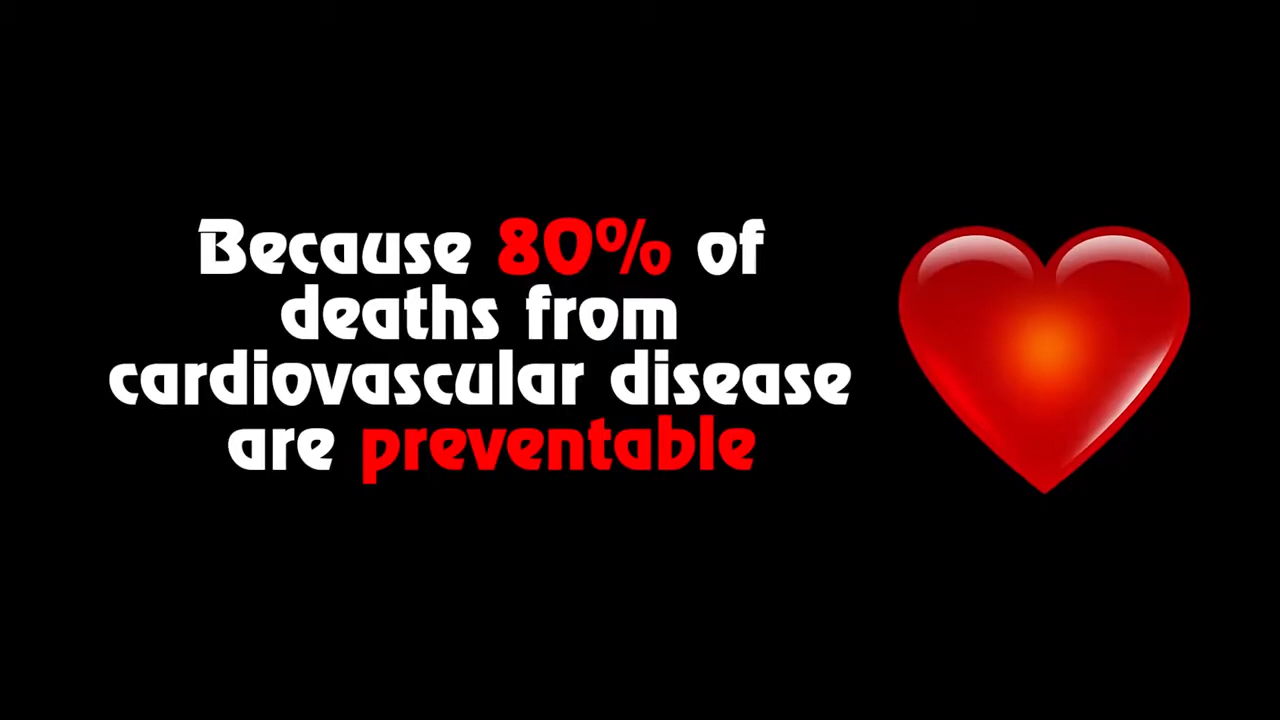 Because 80% of
deaths from
cardiovascular disease
are preventable